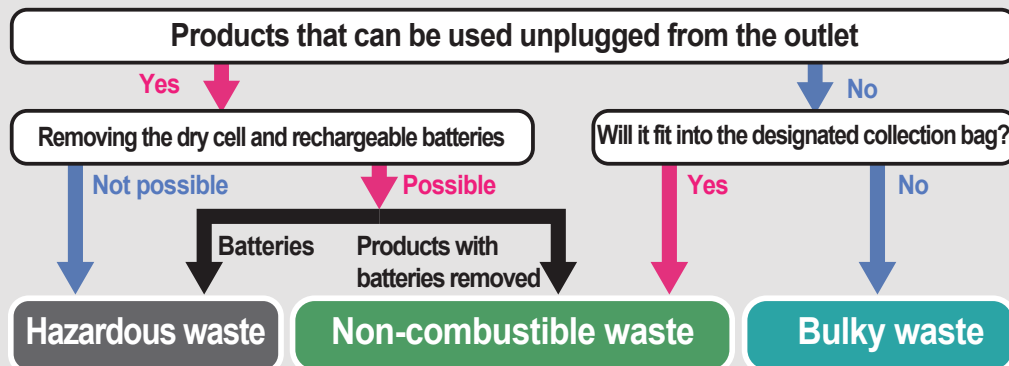 Products that can be used unplugged from the outlet
Yes
No
Removing the dry cell and rechargeable batteries
Will it fit into the designated collection bag?
Not possible
Possible
Yes
No
Batteries
Products with
batteries removed
Hazardous waste
Non-combustible waste
Bulky waste